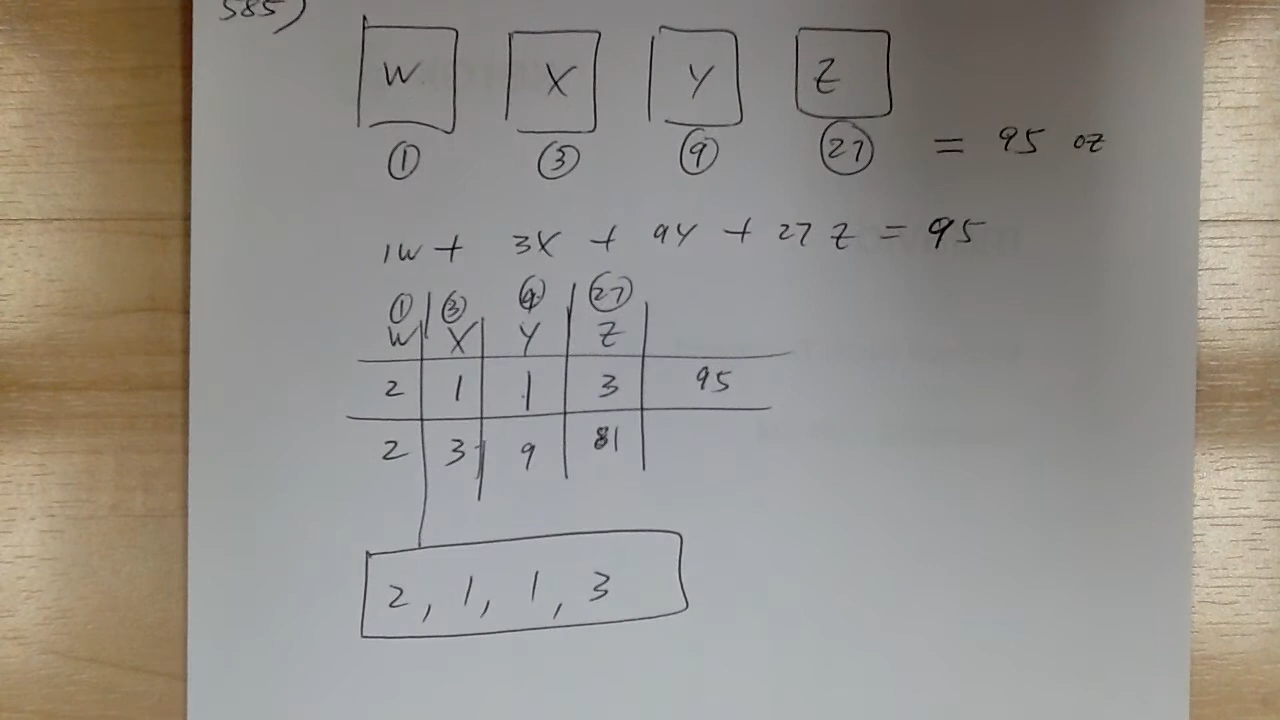 585)
W X Y Z
① ③ ⑨ ㉗ = 95 oz
1W + 3X + 9Y + 27 Z = 95
① ③ ⑨ ㉗
W X Y Z
2 1 1 3 95
2 3 9 81
2, 1, 1, 3